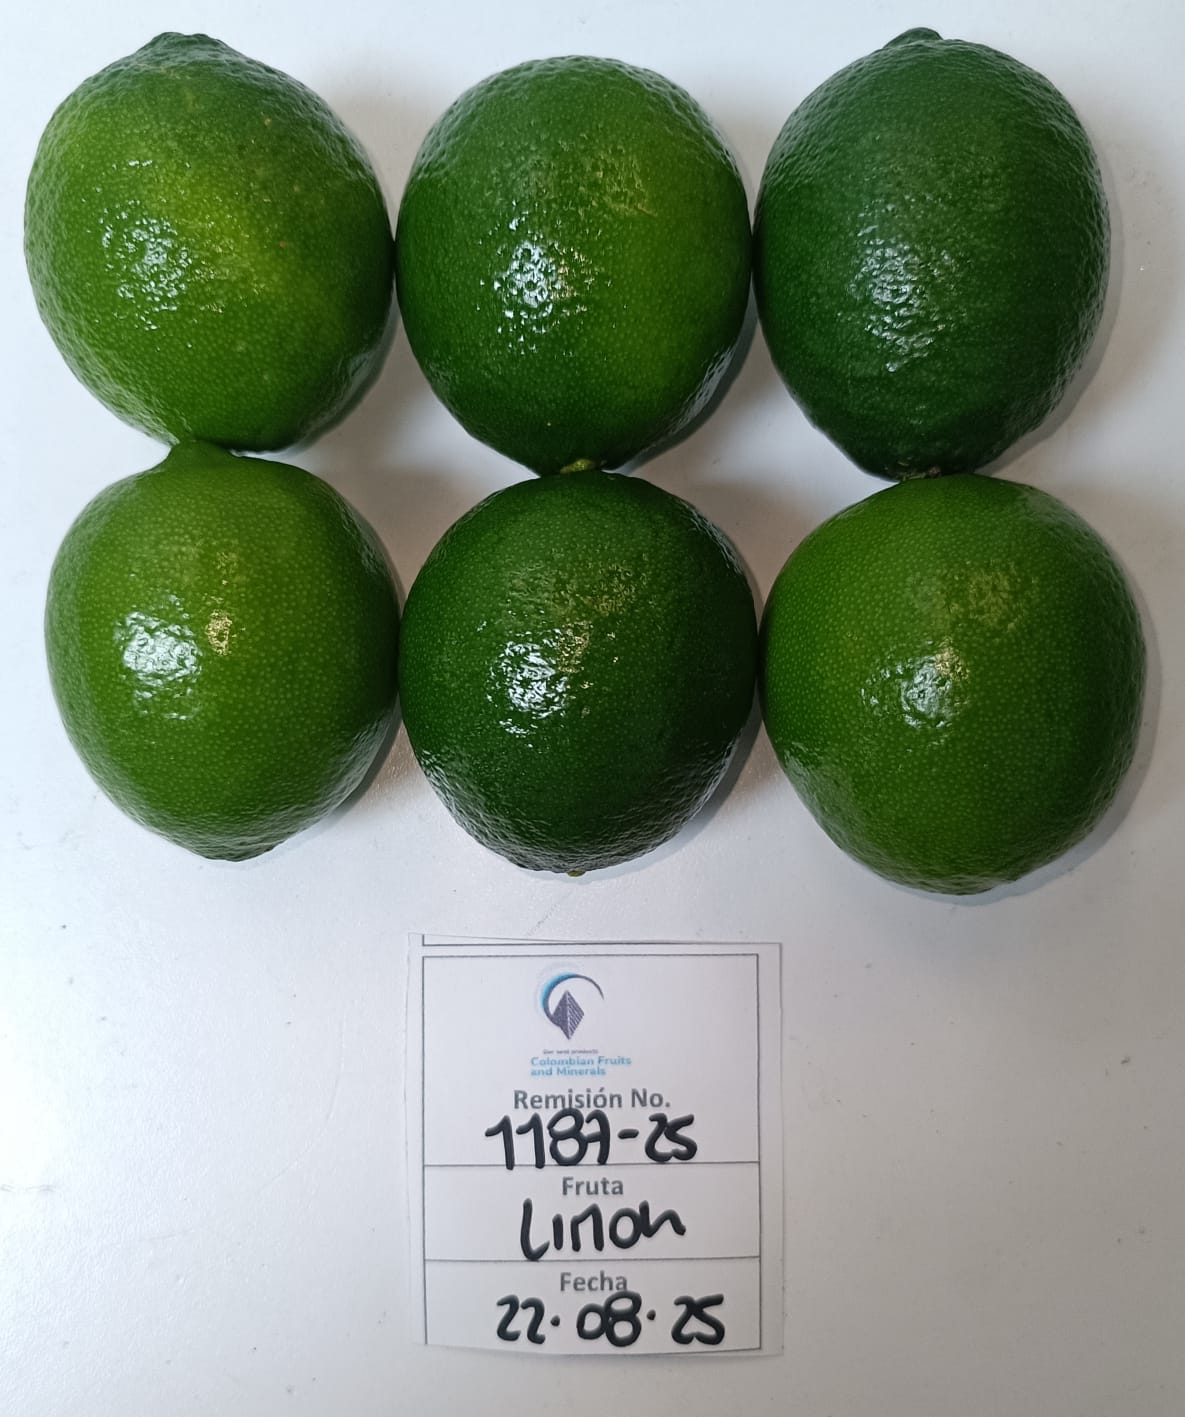 Our best products
Colombian Fruits
and Minerals
Remisión No.
1187-25
Fruta
Limon
Fecha
22.08.25